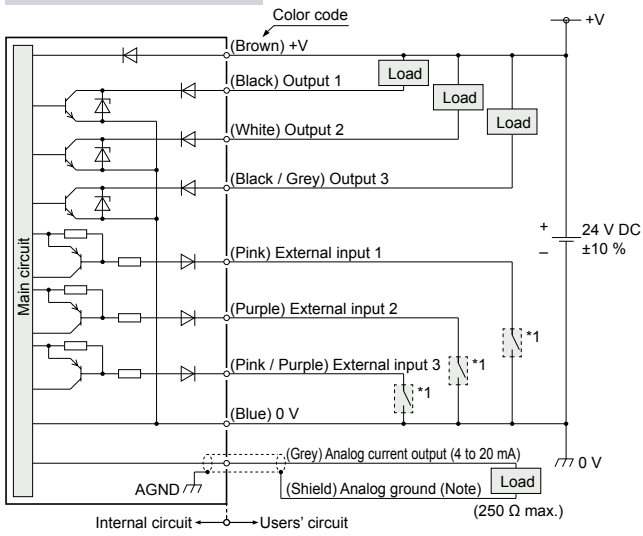 Color code
+V
(Brown) +V
(Black) Output 1
Load
Load
(White) Output 2
Load
(Black / Grey) Output 3
Main circuit
+
–
24 V DC
±10 %
(Pink) External input 1
(Purple) External input 2
*1
(Pink / Purple) External input 3
*1
*1
(Blue) 0 V
(Grey) Analog current output (4 to 20 mA)
0 V
AGND
(Shield) Analog ground (Note)
Load
(250 Ω max.)
Internal circuit
Users' circuit